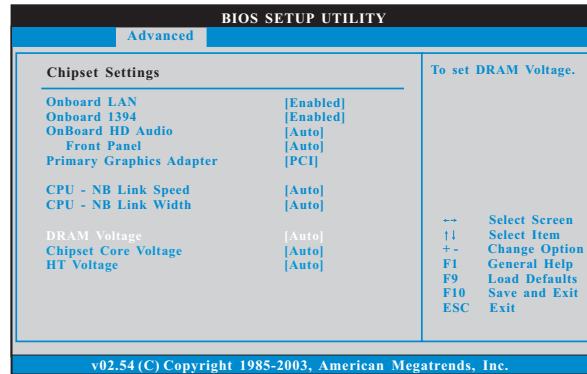 BIOS SETUP UTILITY
Advanced
Chipset Settings
Onboard LAN [Enabled]
Onboard 1394 [Enabled]
OnBoard HD Audio [Auto]
Front Panel [Auto]
Primary Graphics Adapter [PCI]
CPU - NB Link Speed [Auto]
CPU - NB Link Width [Auto]
DRAM Voltage [Auto]
Chipset Core Voltage [Auto]
HT Voltage [Auto]
To set DRAM Voltage.
←→ Select Screen
↑↓ Select Item
+ - Change Option
F1 General Help
F9 Load Defaults
F10 Save and Exit
ESC Exit
v02.54 (C) Copyright 1985-2003, American Megatrends, Inc.